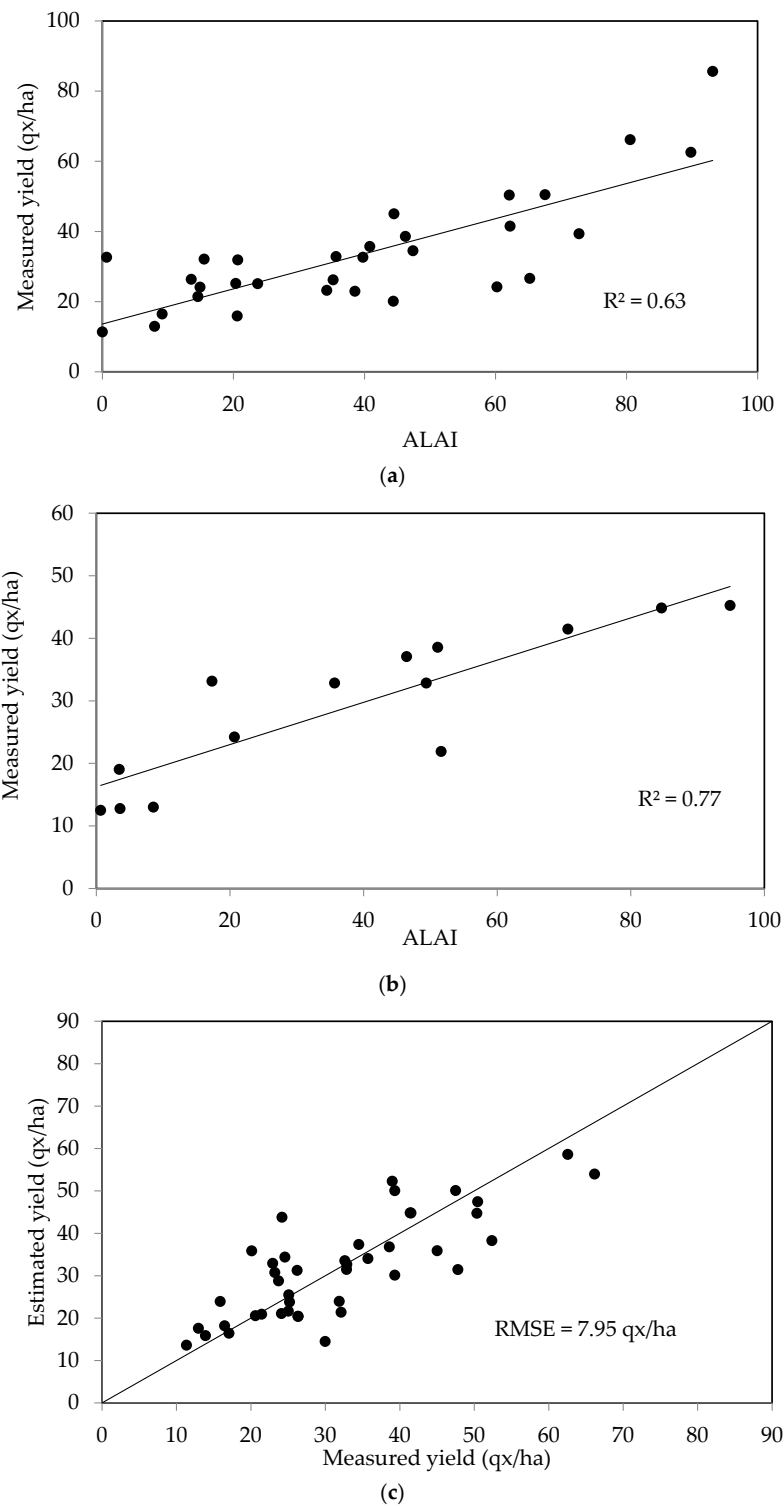 100
80
60
40
20
0
Measured yield (qx/ha)
R² = 0.63
0 20 40 60 80 100
ALAI
(a)
60
50
40
30
20
10
0
Measured yield (qx/ha)
R² = 0.77
0 20 40 60 80 100
ALAI
(b)
90
80
70
60
50
40
30
20
10
0
Estimated yield (qx/ha)
RMSE = 7.95 qx/ha
0 10 20 30 40 50 60 70 80 90
Measured yield (qx/ha)
(c)